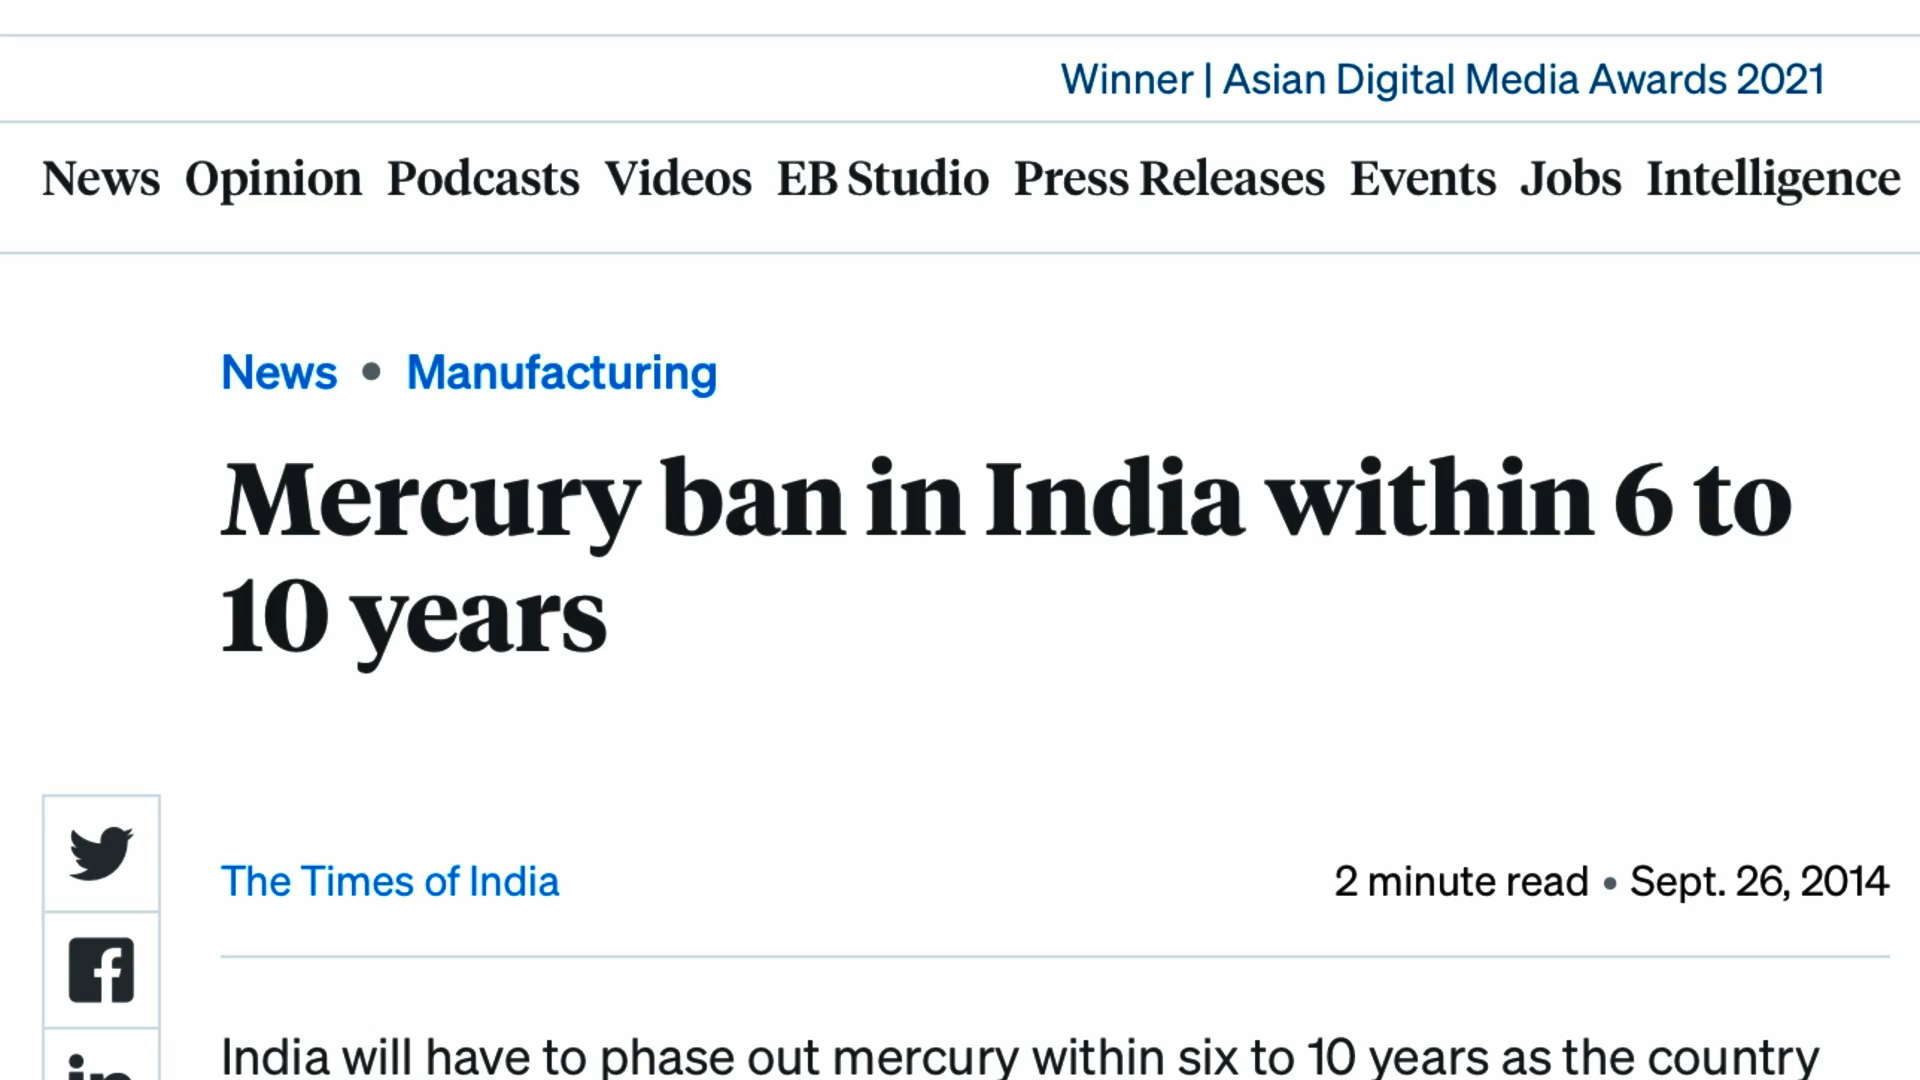 Winner | Asian Digital Media Awards 2021
News Opinion Podcasts Videos EB Studio Press Releases Events Jobs Intelligence
News • Manufacturing
Mercury ban in India within 6 to
10 years
The Times of India
2 minute read • Sept. 26, 2014
India will have to phase out mercury within six to 10 years as the country